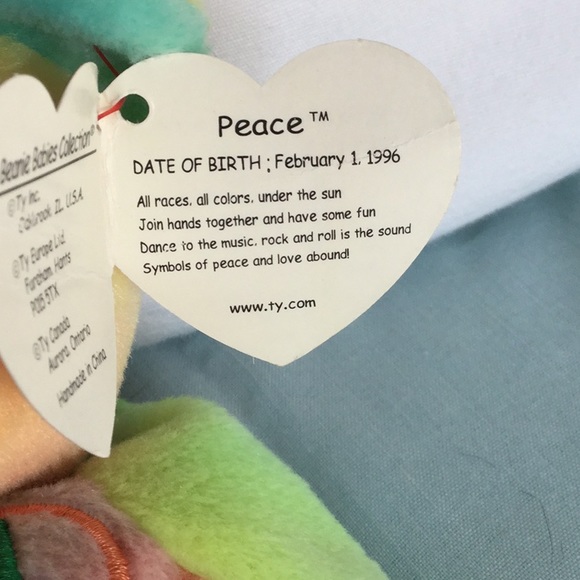 Beanie Babies Collection®
©Ty Inc.
Oakbrook, IL, U.S.A.
©Ty Europe Ltd.
Fareham, Hants
PO15 5TX
©Ty Canada
Aurora, Ontario
Handmade in China
Peace™
DATE OF BIRTH : February 1, 1996
All races, all colors, under the sun
Join hands together and have some fun
Dance to the music, rock and roll is the sound
Symbols of peace and love abound!
www.ty.com